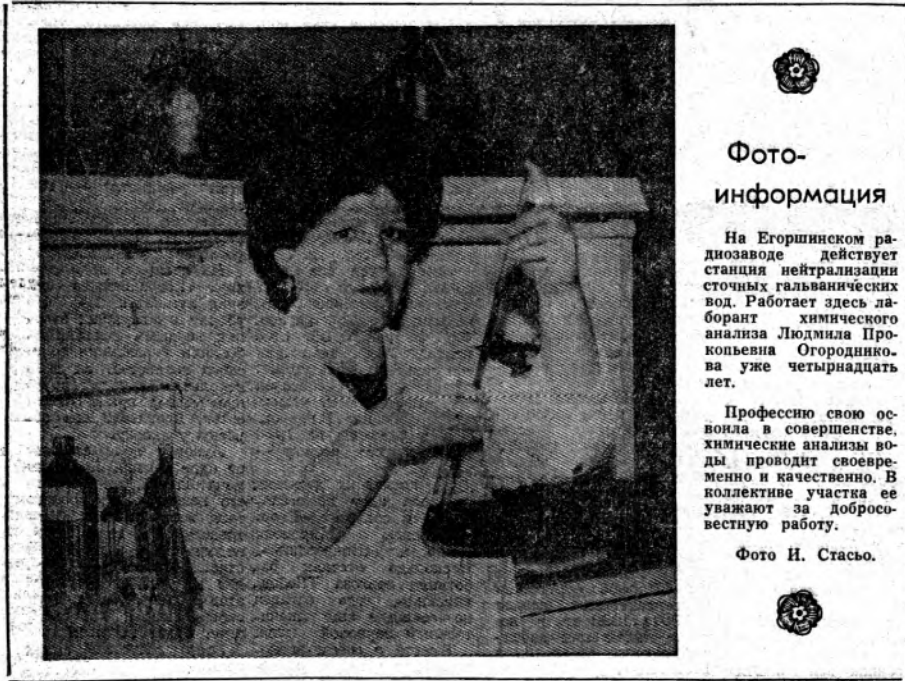 Фото-
информация
На Егоршинском ра-
диозаводе действует
станция нейтрализации
сточных гальванических
вод. Работает здесь ла-
борант химического
анализа Людмила Про-
копьевна Огороднико-
ва уже четырнадцать
лет.
Профессию свою ос-
воила в совершенстве,
химические анализы во-
ды проводит своевре-
менно и качественно. В
коллективе участка ее
уважают за добросо-
вестную работу.
Фото И. Стасьо.